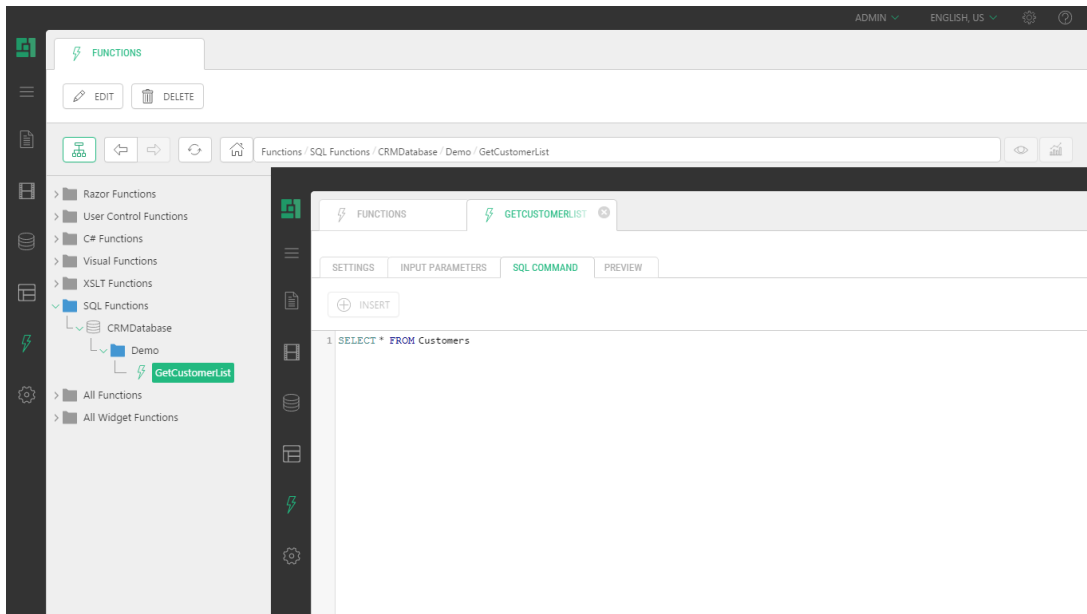 ADMIN ENGLISH, US
FUNCTIONS
EDIT DELETE
Functions / SQL Functions / CRMDatabase / Demo / GetCustomerList
Razor Functions
User Control Functions
C# Functions
Visual Functions
XSLT Functions
SQL Functions
CRMDatabase
Demo
GetCustomerList
All Functions
All Widget Functions
FUNCTIONS GETCUSTOMERLIST
SETTINGS INPUT PARAMETERS SQL COMMAND PREVIEW
INSERT
1 SELECT * FROM Customers